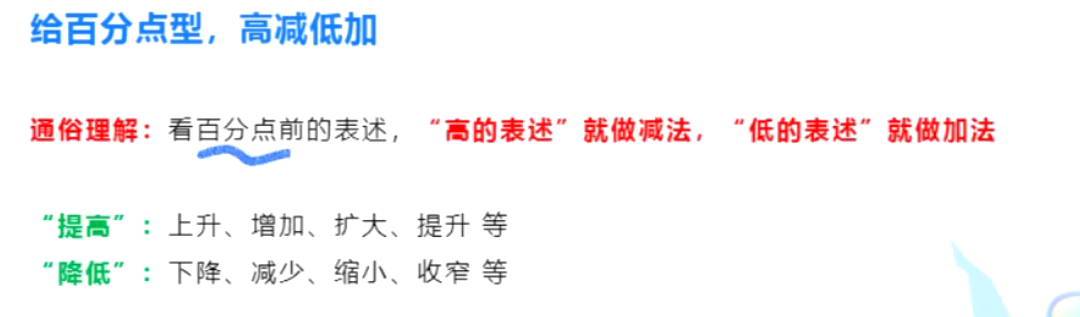 给百分点型，高减低加
通俗理解：看百分点前的表述，“高的表述”就做减法，“低的表述”就做加法
“提高”：上升、增加、扩大、提升 等
“降低”：下降、减少、缩小、收窄 等